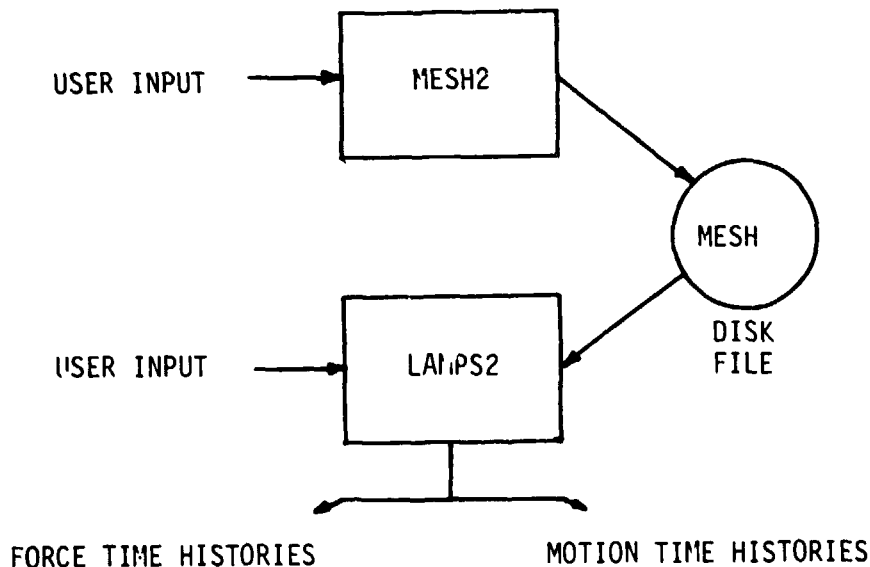 USER INPUT
MESH2
MESH
DISK
FILE
USER INPUT
LAMPS2
FORCE TIME HISTORIES
MOTION TIME HISTORIES